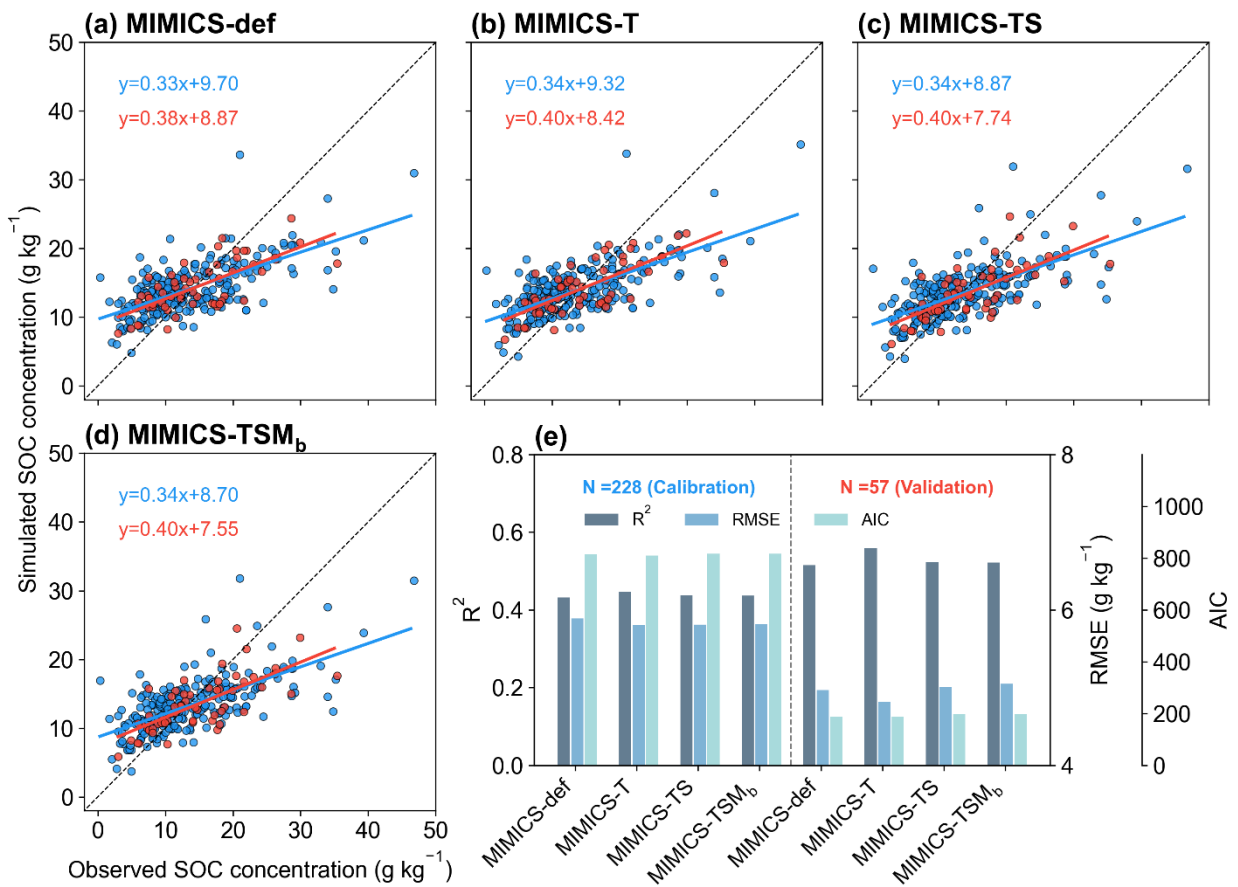 (a) MIMICS-def
(b) MIMICS-T
(c) MIMICS-TS
50
40
30
20
10
0
y=0.33x+9.70
y=0.38x+8.87
y=0.34x+9.32
y=0.40x+8.42
y=0.34x+8.87
y=0.40x+7.74
Simulated SOC concentration (g kg⁻¹)
(d) MIMICS-TSM_b
50
40
30
20
10
0
y=0.34x+8.70
y=0.40x+7.55
0 10 20 30 40 50
Observed SOC concentration (g kg⁻¹)
(e)
R²
0.8
0.6
0.4
0.2
0.0
N =228 (Calibration)
N =57 (Validation)
R²
RMSE
AIC
8
6
4
RMSE (g kg⁻¹)
1000
800
600
400
200
0
AIC
MIMICS-def
MIMICS-T
MIMICS-TS
MIMICS-TSM_b
MIMICS-def
MIMICS-T
MIMICS-TS
MIMICS-TSM_b